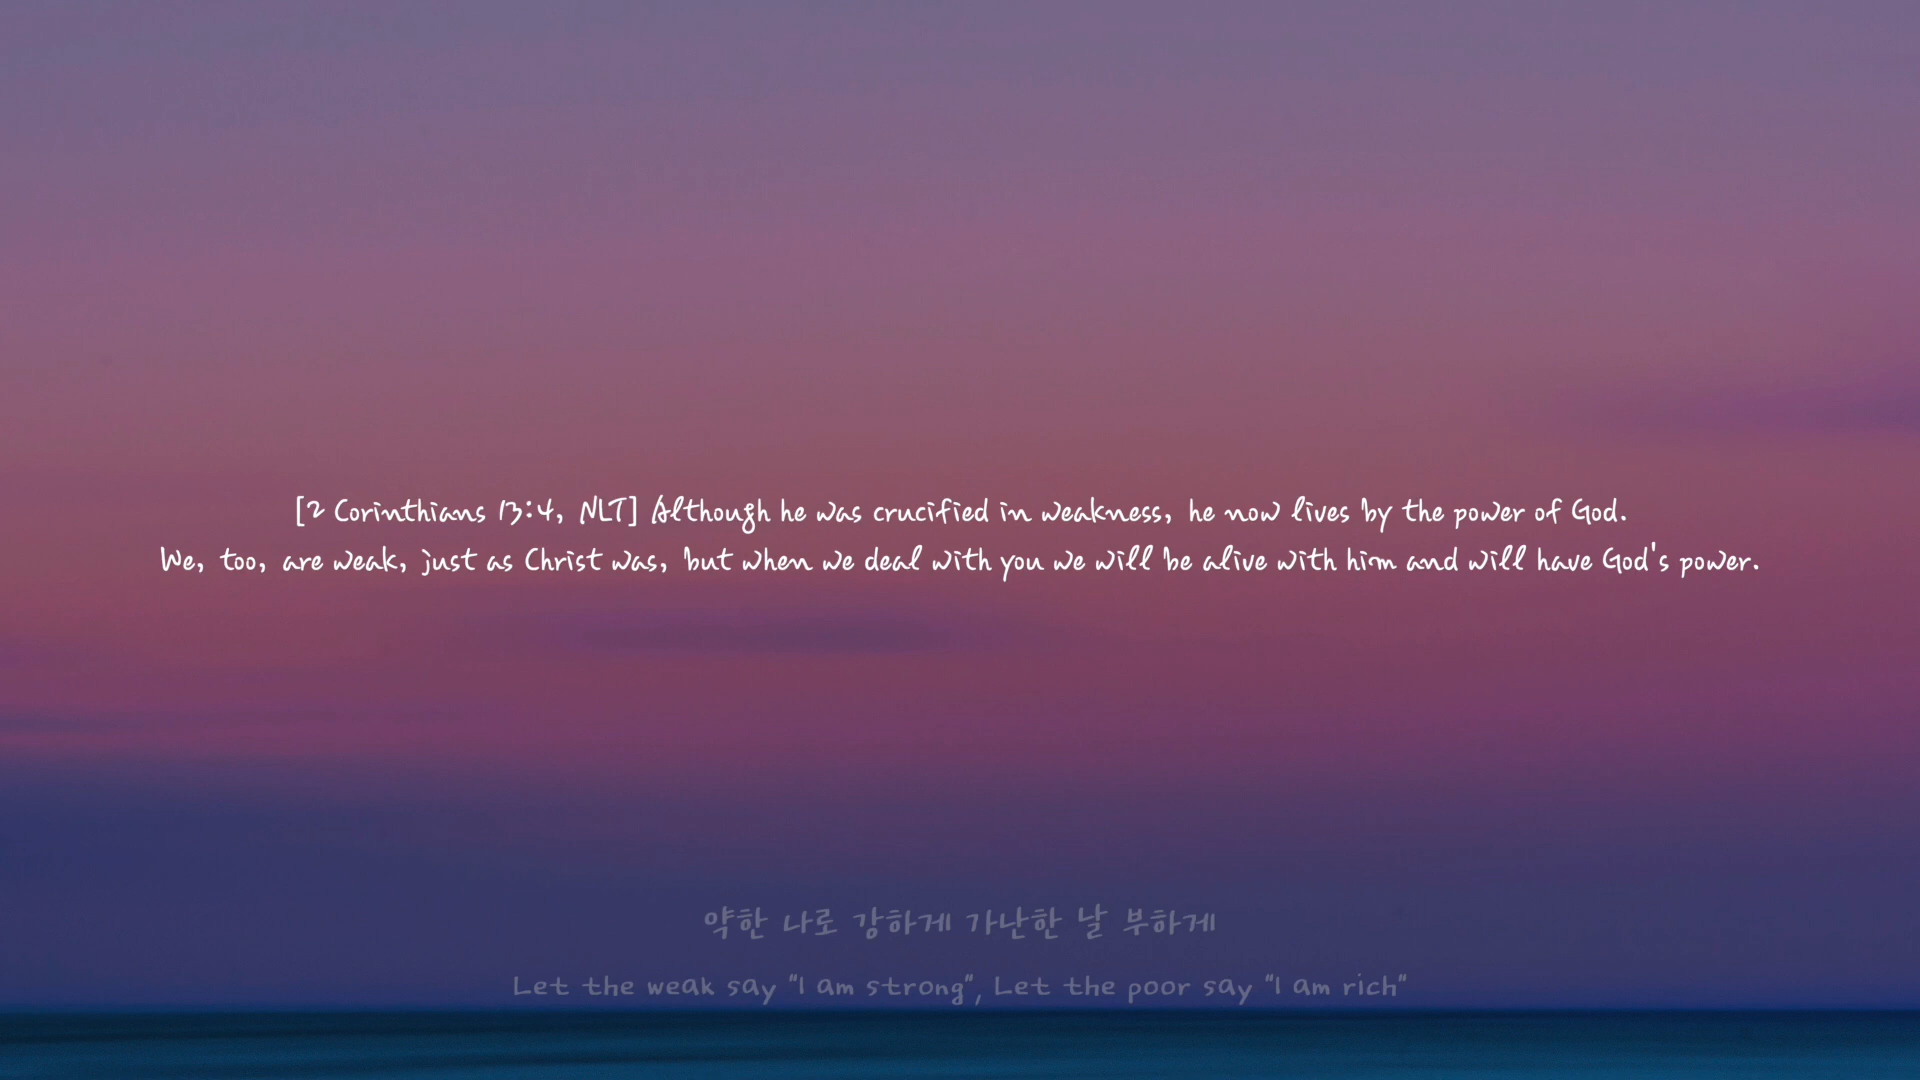 [2 Corinthians 13:4, NLT] Although he was crucified in weakness, he now lives by the power of God.
We, too, are weak, just as Christ was, but when we deal with you we will be alive with him and will have God's power.
약한 나로 강하게 가난한 날 부하게
Let the weak say "I am strong", Let the poor say "I am rich"